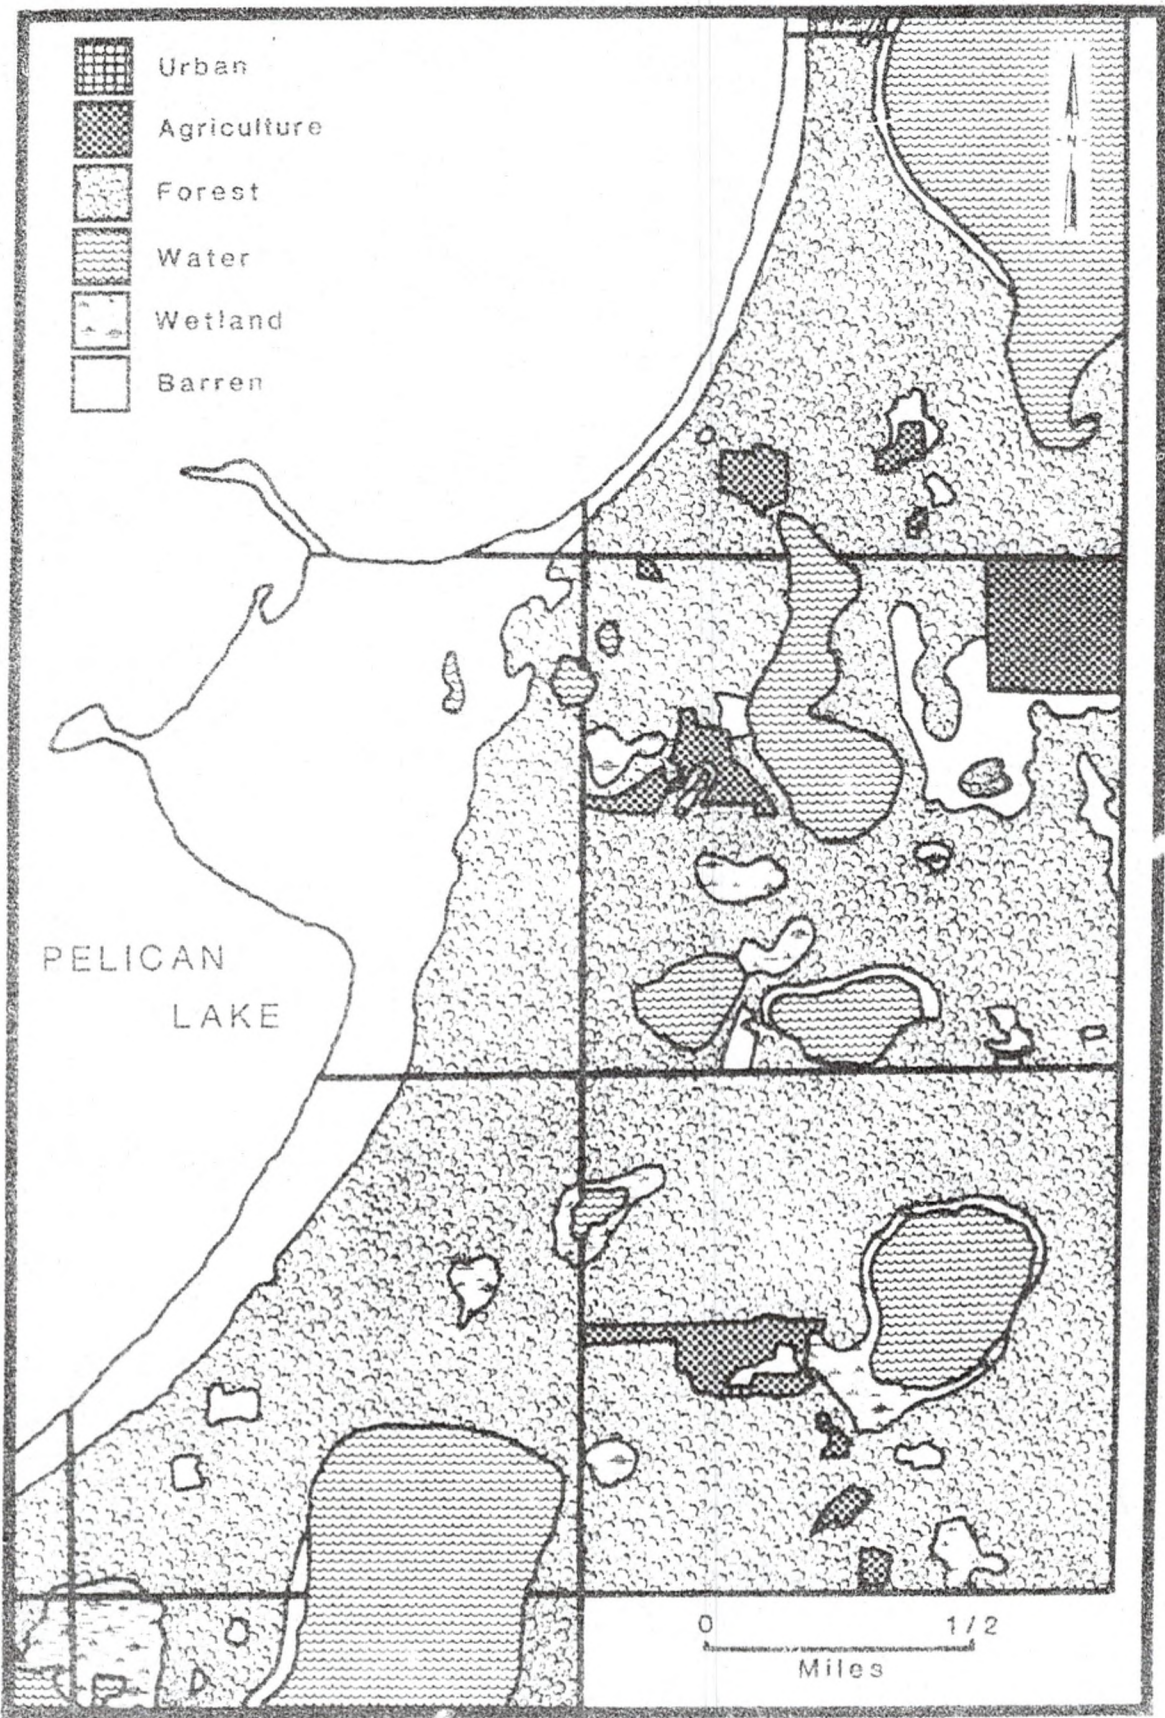 Urban
Agriculture
Forest
Water
Wetland
Barren
N
PELICAN
LAKE
0 1/2
Miles